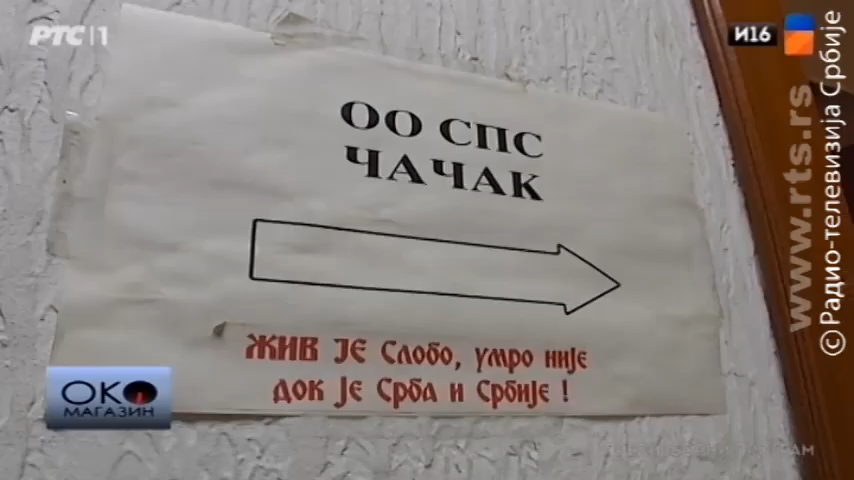 РТС 1
И16
ОО СПС
ЧАЧАК
ЖИВ ЈЕ Слобо, умро није
док је Срба и Србије !
ОКО
МАГАЗИН
www.rts.rs
© Радио-телевизија Србије